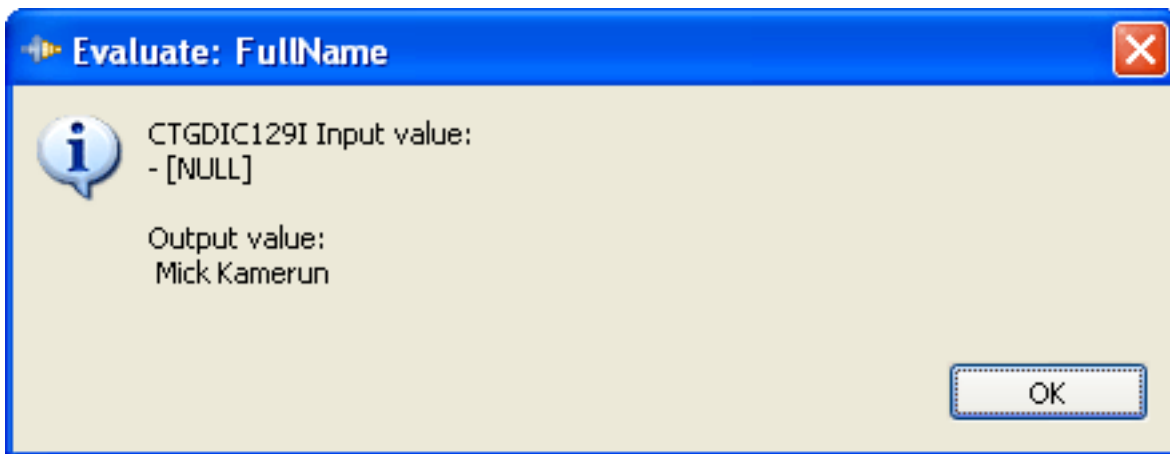 Evaluate: FullName
CTGDIC129I Input value:
- [NULL]
Output value:
Mick Kamerun
OK